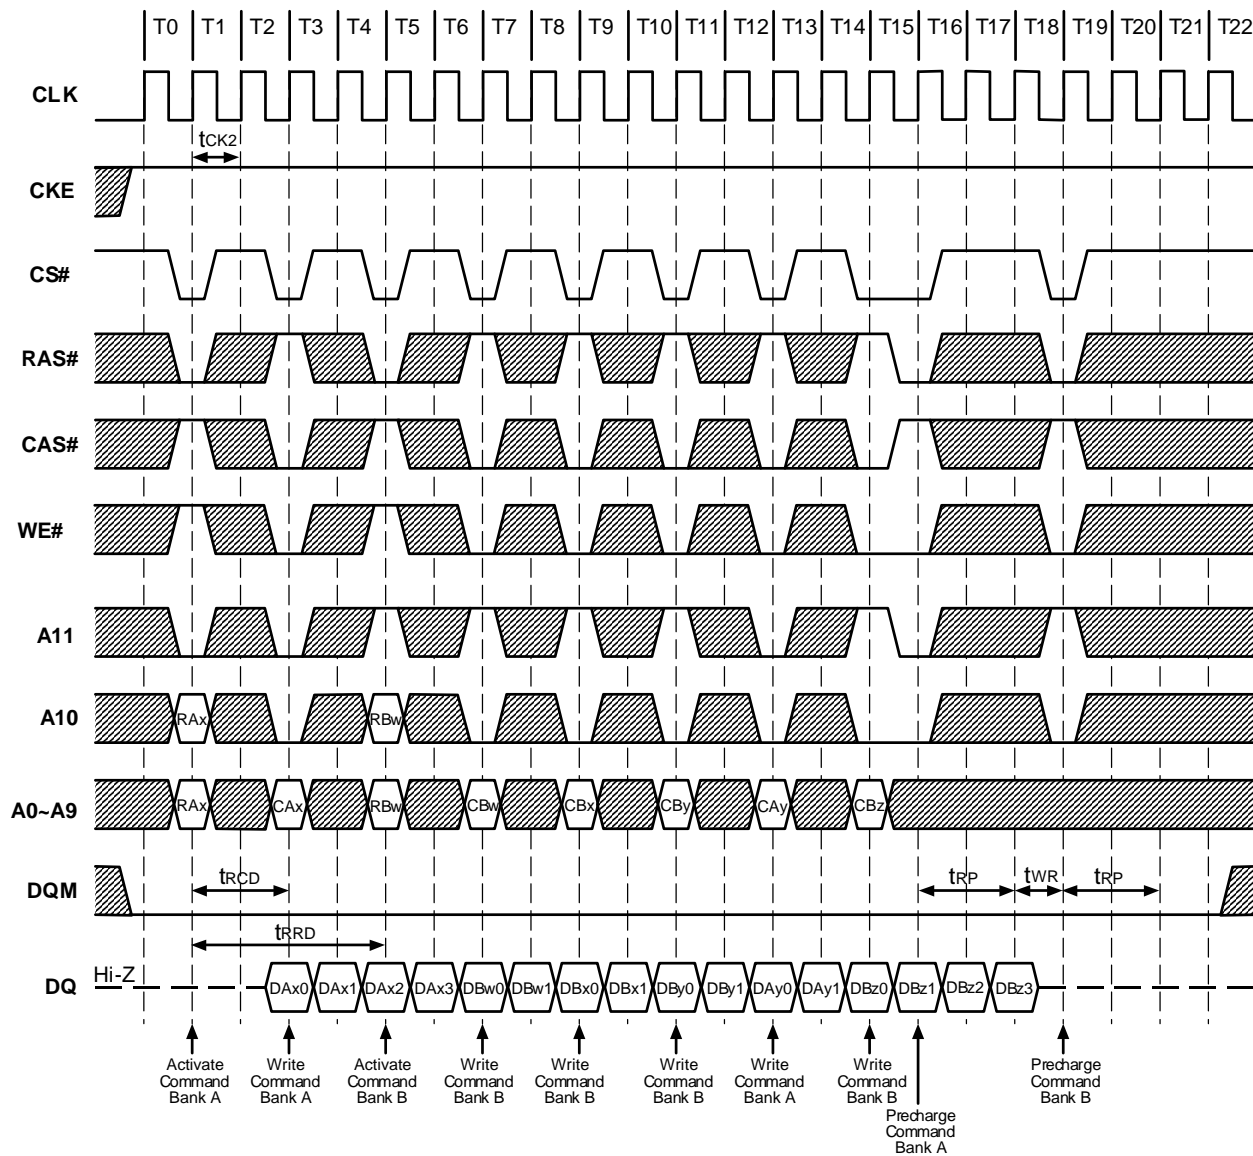 T0 T1 T2 T3 T4 T5 T6 T7 T8 T9 T10 T11 T12 T13 T14 T15 T16 T17 T18 T19 T20 T21 T22
CLK
tCK2
CKE
CS#
RAS#
CAS#
WE#
A11
A10 RAx RBw
A0~A9 RAx CAx RBw CBw CBx CBy CAy CBz
DQM tRCD tRP tWR tRP
tRRD
DQ Hi-Z DAx0 DAx1 DAx2 DAx3 DBw0 DBw1 DBx0 DBx1 DBy0 DBy1 DAy0 DAy1 DBz0 DBz1 DBz2 DBz3
Activate
Command
Bank A
Write
Command
Bank A
Activate
Command
Bank B
Write
Command
Bank B
Write
Command
Bank B
Write
Command
Bank B
Write
Command
Bank A
Write
Command
Bank B
Precharge
Command
Bank A
Precharge
Command
Bank B